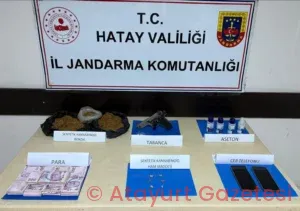 T.C.
HATAY VALİLİĞİ
İL JANDARMA KOMUTANLIĞI
TABANCA
ASETON
PARA
CEP TELEFONU
© Atayurt Gazetesi